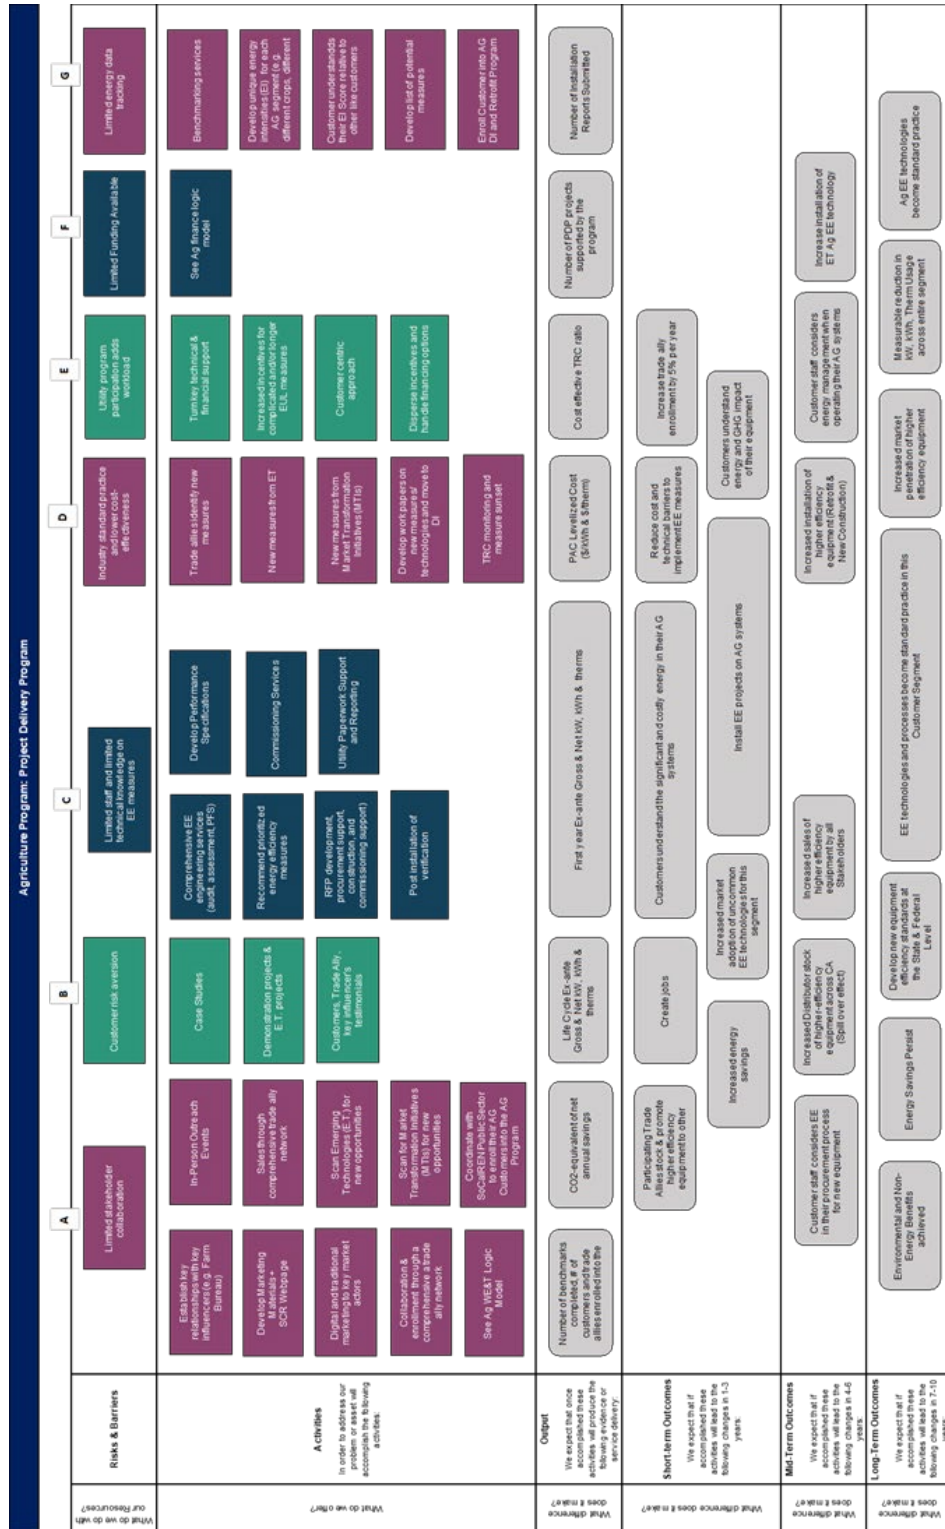 Agriculture Program: Project Delivery Program
A
B
C
D
E
F
G
What do we do with
our Resources?
Risks & Barriers
Limited stakeholder
collaboration
Customer risk aversion
Limited staff and limited
technical knowledge on
EE measures
Industry standard practice
and lower cost-
effectiveness
Utility program
participation adds
workload
Limited Funding Available
Limited energy data
tracking
What do we offer?
Activities
In order to address our
problem or asset will
accomplish the following
activities:
Establish key
relationships with key
influencers (e.g. Farm
Bureau)
Develop Marketing
Materials +
SCR Webpage
Digital and traditional
marketing to key market
actors
Collaboration &
enrollment through a
comprehensive a trade
ally network
See Ag WE&T Logic
Model
In-Person Outreach
Events
Sales through
comprehensive trade ally
network
Scan Emerging
Technologies (E.T.) for
new opportunities
Scan for Market
Transformation Initiatives
(MTIs) for new
opportunities
Coordinate with
SoCalREN Public Sector
to enroll their AG
Customers into the AG
Program
Case Studies
Demonstration projects &
E.T. projects
Customers, Trade Ally,
key influencer's
testimonials
Comprehensive EE
engineering services
(audit, assessment, PFS)
Recommend prioritized
energy efficiency
measures
RFP development,
procurement support,
construction, and
commissioning support)
Post installation of
verification
Develop Performance
Specifications
Commissioning Services
Utility Paperwork Support
and Reporting
Trade allies identify new
measures
New measures from ET
New measures from
Market Transformation
Initiatives (MTIs)
Develop work papers on
new measures/
technologies and move to
DI
TRC monitoring and
measure sunset
Turnkey technical &
financial support
Increased incentives for
complicated and/or longer
EUL measures
Customer centric
approach
Disperse incentives and
handle financing options
See Ag finance logic
model
Benchmarking services
Develop unique energy
intensities (EI) for each
AG segment (e.g.
different crops, different
Customer understandds
their EI Score relative to
other like customers
Develop list of potential
measures
Enroll Customer into AG
DI and Retrofit Program
What difference
does it make?
Output
We expect that once
accomplished these
activities will produce the
following evidence or
service delivery:
Number of benchmarks
completed, # of
customers and trade
allies enrolled into the
CO2-equivalent of net
annual savings
Life Cycle Ex-ante
Gross & Net kW, kWh &
therms
First year Ex-ante Gross & Net kW, kWh & therms
PAC Levelized Cost
($/kWh & $/therm)
Cost effective TRC ratio
Number of PDP projects
supported by the
program
Number of Installation
Reports Submitted
What difference does it make?
Short-term Outcomes
We expect that if
accomplished these
activities will lead to the
following changes in 1-3
years:
Participating Trade
Allies stock & promote
higher efficiency
equipment to other
Create jobs
Customers understand the significant and costly energy in their AG
systems
Reduce cost and
technical barriers to
implement EE measures
Increase trade ally
enrollment by 5% per year
Increased energy
savings
Increased market
adoption of uncommon
EE technologies for this
segment
Install EE projects on AG systems
Customers understand
energy and GHG impact
of their equipment
What difference
does it make?
Mid-Term Outcomes
We expect that if
accomplished these
activities will lead to the
following changes in 4-6
years:
Customer staff considers EE
in their procurement process
for new equipment
Increased Distributor stock
of higher-efficiency
equipment across CA
(Spill over effect)
Increased sales of
higher efficiency
equipment by all
Stakeholders
Increased installation of
higher efficiency
equipment (Retrofit &
New Construction)
Customer staff considers
energy management when
operating their AG systems
Increase installation of
ET Ag EE technology
What difference
does it make?
Long-Term Outcomes
We expect that if
accomplished these
activities will lead to the
following changes in 7-10
years:
Environmental and Non-
Energy Benefits
achieved
Energy Savings Persist
Develop new equipment
efficiency standards at
the State & Federal
Level
EE technologies and processes become standard practice in this
Customer Segment
Increased market
penetration of higher
efficiency equipment
Measurable reduction in
kW, kWh, Therm Usage
across entire segment
Ag EE technologies
become standard practice